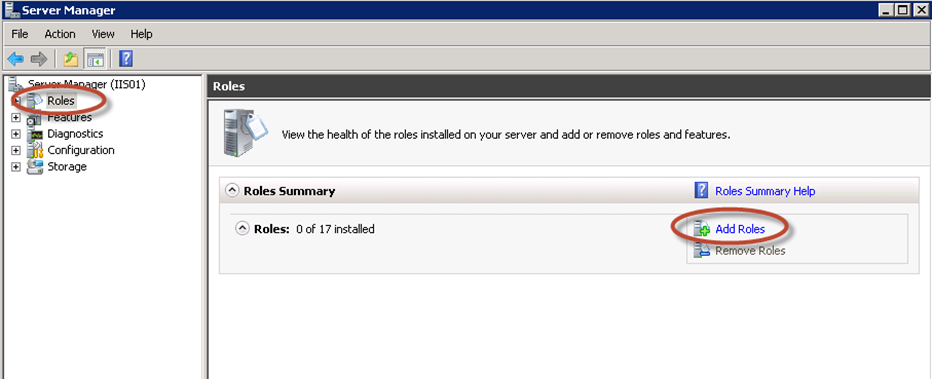 Server Manager
File Action View Help
Server Manager (IIS01)
Roles
Features
Diagnostics
Configuration
Storage
Roles
View the health of the roles installed on your server and add or remove roles and features.
Roles Summary
Roles Summary Help
Roles: 0 of 17 installed
Add Roles
Remove Roles